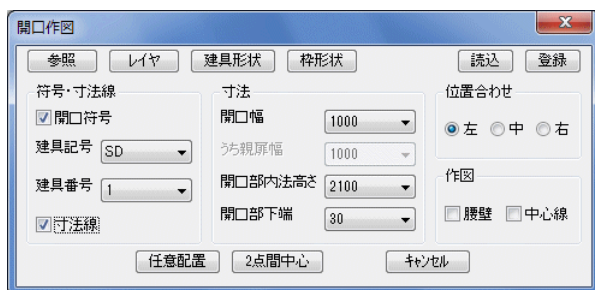 開口作図
参照 レイヤ 建具形状 枠形状 読込 登録
符号・寸法線
開口符号
建具記号 SD
建具番号 1
寸法線
寸法
開口幅 1000
うち親扉幅 1000
開口部内法高さ 2100
開口部下端 30
位置合わせ
左 中 右
作図
腰壁 中心線
任意配置 2点間中心 キャンセル